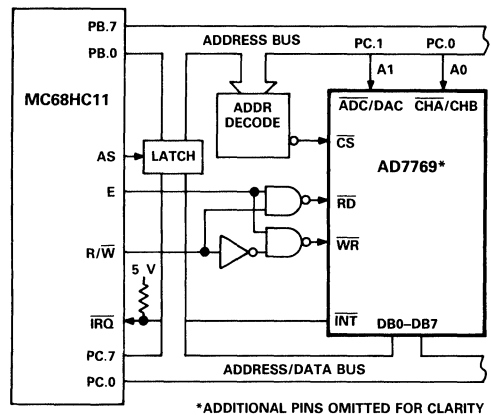 PB.7
ADDRESS BUS
PC.1
PC.0
PB.0
A1
A0
MC68HC11
ADDR
DECODE
ADC/DAC
CHA/CHB
CS
AD7769*
AS
LATCH
E
RD
R/W
WR
5 V
IRQ
INT
DB0–DB7
PC.7
ADDRESS/DATA BUS
PC.0
*ADDITIONAL PINS OMITTED FOR CLARITY